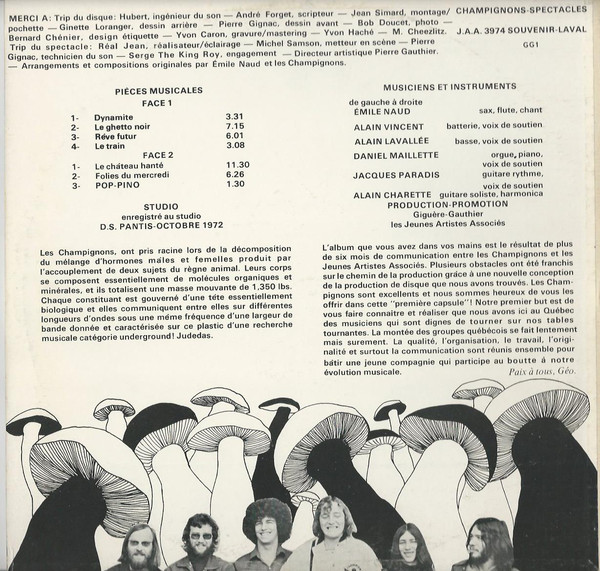 MERCI A: Trip du disque: Hubert, ingénieur du son — André Forget, scripteur — Jean Simard, montage/
pochette — Ginette Loranger, dessin arrière — Pierre Gignac, dessin avant — Bob Doucet, photo —
Bernard Chénier, design étiquette — Yvon Caron, gravure/mastering — Yvon Haché — M. Cheezlitz.
Trip du spectacle: Réal Jean, réalisateur/éclairage — Michel Samson, metteur en scène — Pierre
Gignac, technicien du son — Serge The King Roy, engagement — Directeur artistique Pierre Gauthier.
— Arrangements et compositions originales par Émile Naud et les Champignons.
CHAMPIGNONS-SPECTACLES
J.A.A. 3974 SOUVENIR-LAVAL
GG1
PIÉCES MUSICALES
FACE 1
1- Dynamite 3.31
2- Le ghetto noir 7.15
3- Réve futur 6.01
4- Le train 3.08
FACE 2
1- Le cháteau hanté 11.30
2- Folies du mercredi 6.26
3- POP-PINO 1.30
STUDIO
enregistré au studio
D.S. PANTIS-OCTOBRE 1972
MUSICIENS ET INSTRUMENTS
de gauche à droite
ÉMILE NAUD sax, flute, chant
ALAIN VINCENT batterie, voix de soutien
ALAIN LAVALLÉE basse, voix de soutien
DANIEL MAILLETTE orgue, piano,
voix de soutien
JACQUES PARADIS guitare rythme,
voix de soutien
ALAIN CHARETTE guitare soliste, harmonica
PRODUCTION-PROMOTION
Giguère-Gauthier
les Jeunes Artistes Associés
Les Champignons, ont pris racine lors de la décomposition
du mélange d'hormones males et femelles produit par
l'accouplement de deux sujets du règne animal. Leurs corps
se composent essentiellement de molécules organiques et
minérales, et ils totalisent une masse mouvante de 1,350 lbs.
Chaque constituant est gouverné d'une téte essentiellement
biologique et elles communiquent entre elles sur différentes
longueurs d'ondes sous une méme fréquence d'une largeur de
bande donnée et caractérisée sur ce plastic d'une recherche
musicale catégorie underground! Judedas.
L'album que vous avez dans vos mains est le résultat de plus
de six mois de communication entre les Champignons et les
Jeunes Artistes Associés. Plusieurs obstacles ont été franchis
sur le chemin de la production grâce à une nouvelle conception
de la production de disque que nous avons trouvés. Les Cham-
pignons sont excellents et nous sommes heureux de vous les
offrir dans cette "première capsule"! Notre premier but est de
vous faire connaitre et réaliser que nous avons ici au Québec
des musiciens qui sont dignes de tourner sur nos tables
tournantes. La montée des groupes québécois se fait lentement
mais surement. La qualité, l'organisation, le travail, l'origi-
nalité et surtout la communication sont réunis ensemble pour
bâtir une jeune compagnie qui participe au boutte á notre
évolution musicale. Paix à tous, Géo.